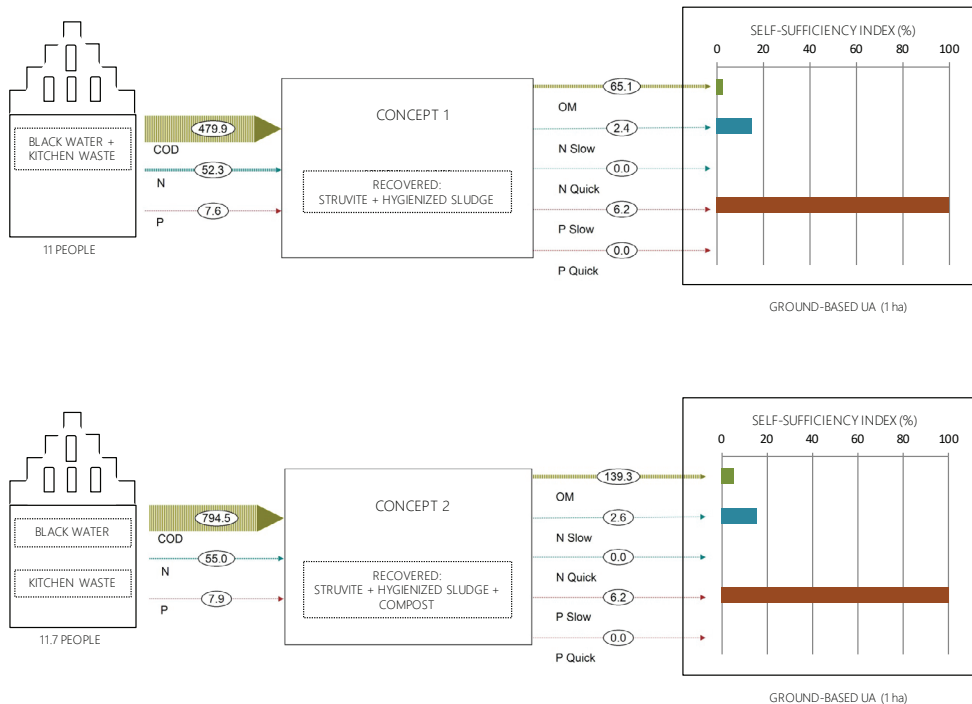 SELF-SUFFICIENCY INDEX (%)
0 20 40 60 80 100
BLACK WATER +
KITCHEN WASTE
11 PEOPLE
479.9
COD
52.3
N
7.6
P
CONCEPT 1
RECOVERED:
STRUVITE + HYGIENIZED SLUDGE
65.1
OM
2.4
N Slow
0.0
N Quick
6.2
P Slow
0.0
P Quick
GROUND-BASED UA (1 ha)
SELF-SUFFICIENCY INDEX (%)
0 20 40 60 80 100
BLACK WATER
KITCHEN WASTE
11.7 PEOPLE
794.5
COD
55.0
N
7.9
P
CONCEPT 2
RECOVERED:
STRUVITE + HYGIENIZED SLUDGE +
COMPOST
139.3
OM
2.6
N Slow
0.0
N Quick
6.2
P Slow
0.0
P Quick
GROUND-BASED UA (1 ha)